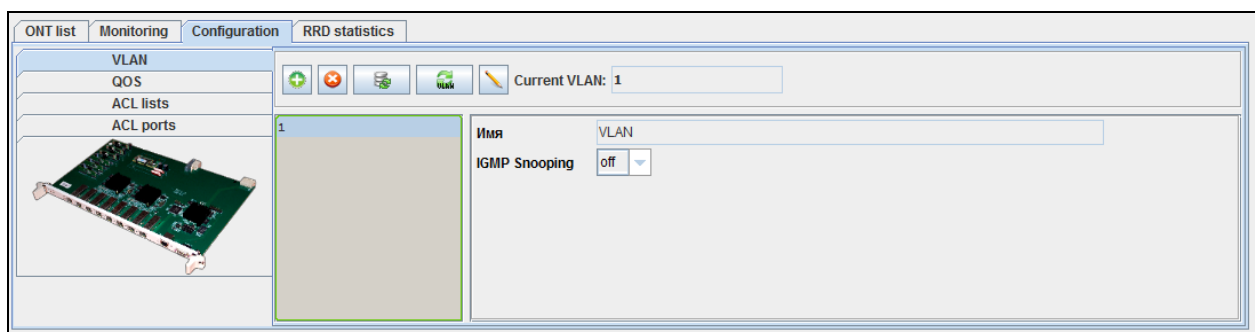 ONT list Monitoring Configuration RRD statistics
VLAN
QOS
ACL lists
ACL ports
VLAN Current VLAN: 1
1
Имя VLAN
IGMP Snooping off